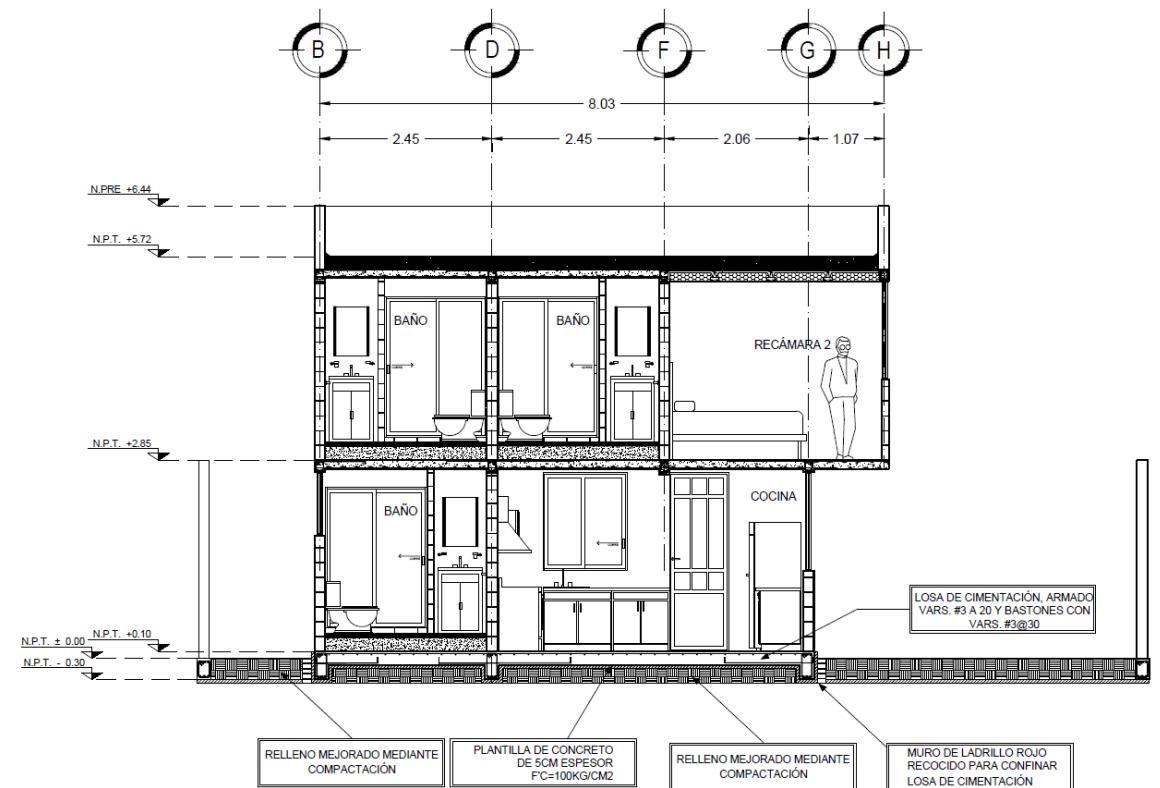 B D F G H
8.03
2.45 2.45 2.06 1.07
N.PRE +6.44
N.P.T. +5.72
BAÑO BAÑO
RECÁMARA 2
N.P.T. +2.85
COCINA
BAÑO
LOSA DE CIMENTACIÓN, ARMADO
VARS. #3 A 20 Y BASTONES CON
VARS. #3@30
N.P.T. ± 0.00 N.P.T. +0.10
N.P.T. - 0.30
RELLENO MEJORADO MEDIANTE
COMPACTACIÓN
PLANTILLA DE CONCRETO
DE 5CM ESPESOR
F'C=100KG/CM2
RELLENO MEJORADO MEDIANTE
COMPACTACIÓN
MURO DE LADRILLO ROJO
RECOCIDO PARA CONFINAR
LOSA DE CIMENTACIÓN